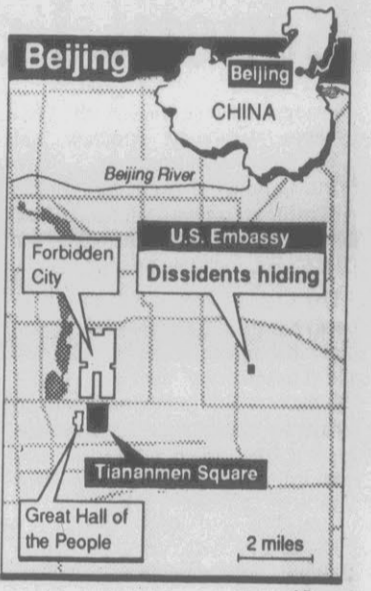 Beijing
Beijing
CHINA
Beijing River
U.S. Embassy
Dissidents hiding
Forbidden
City
Tiananmen Square
Great Hall of
the People
2 miles